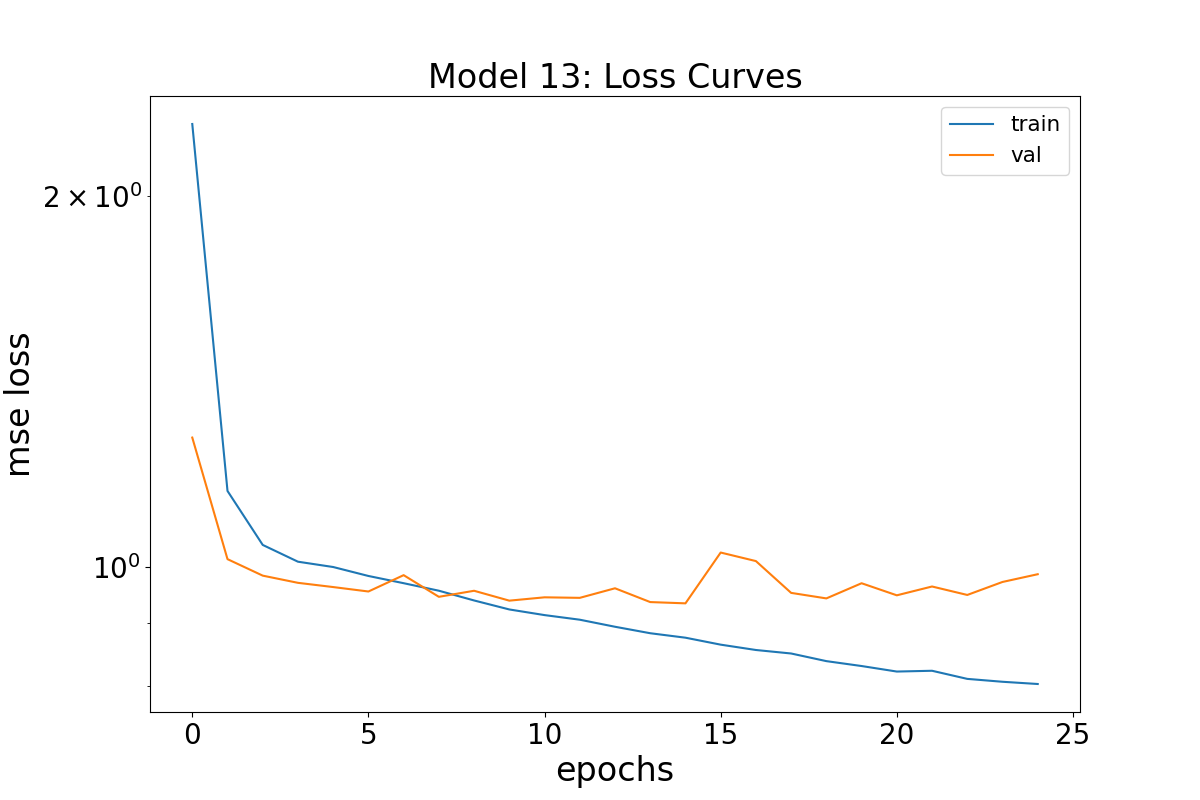 Model 13: Loss Curves
train
val
2 × 10⁰
10⁰
mse loss
0 5 10 15 20 25
epochs